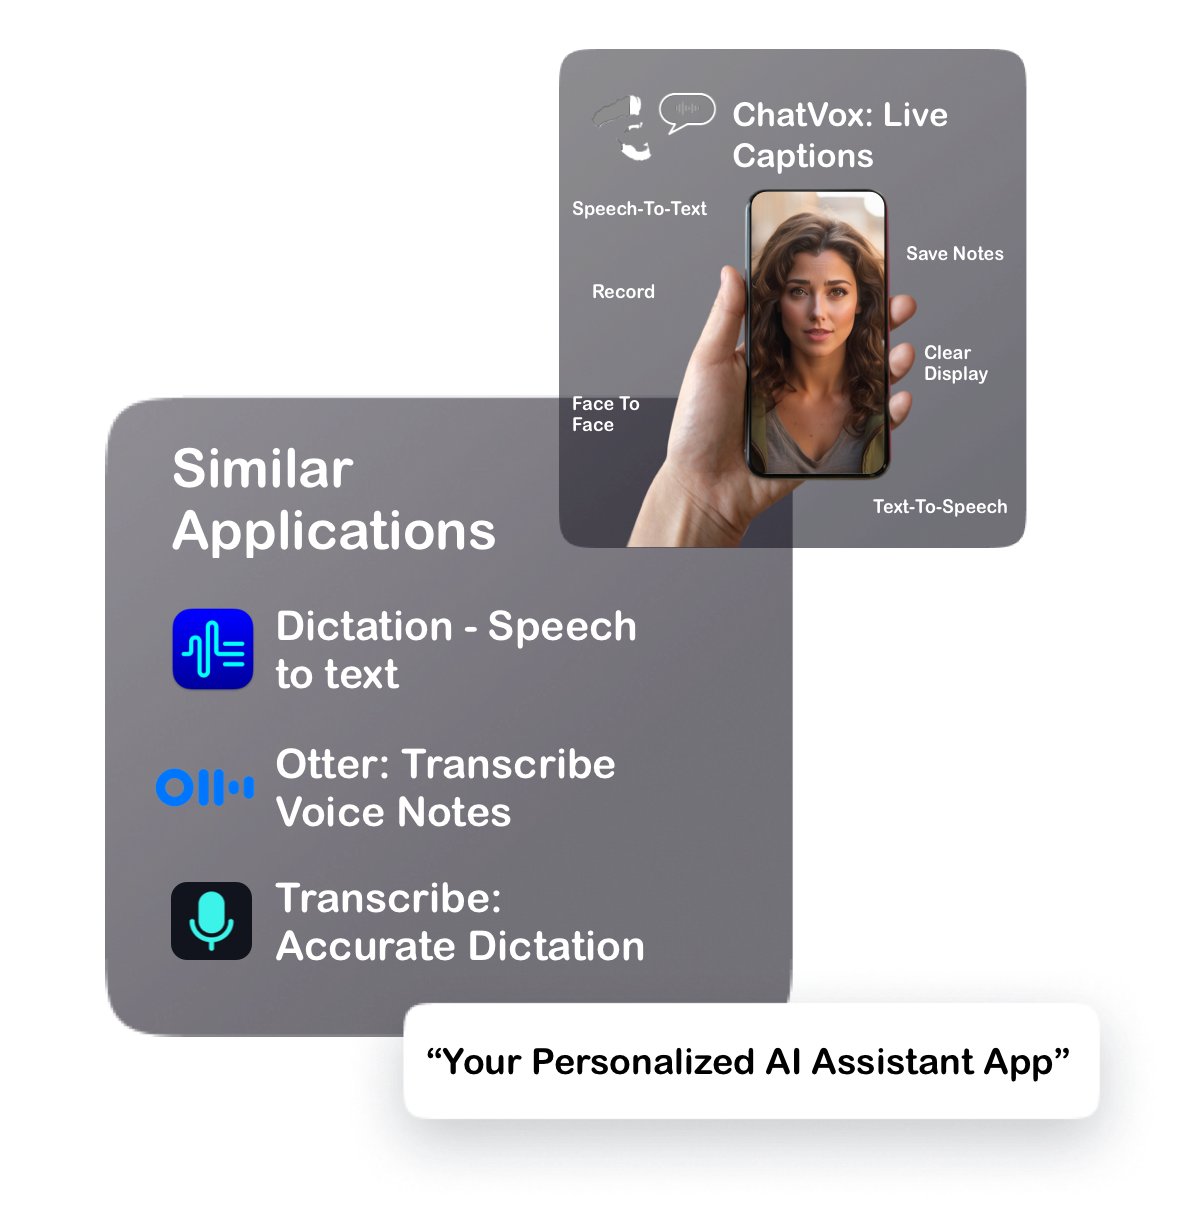 ChatVox: Live
Captions
Speech-To-Text
Save Notes
Record
Clear
Display
Face To
Face
Text-To-Speech
Similar
Applications
Dictation - Speech
to text
Otter: Transcribe
Voice Notes
Transcribe:
Accurate Dictation
“Your Personalized AI Assistant App”